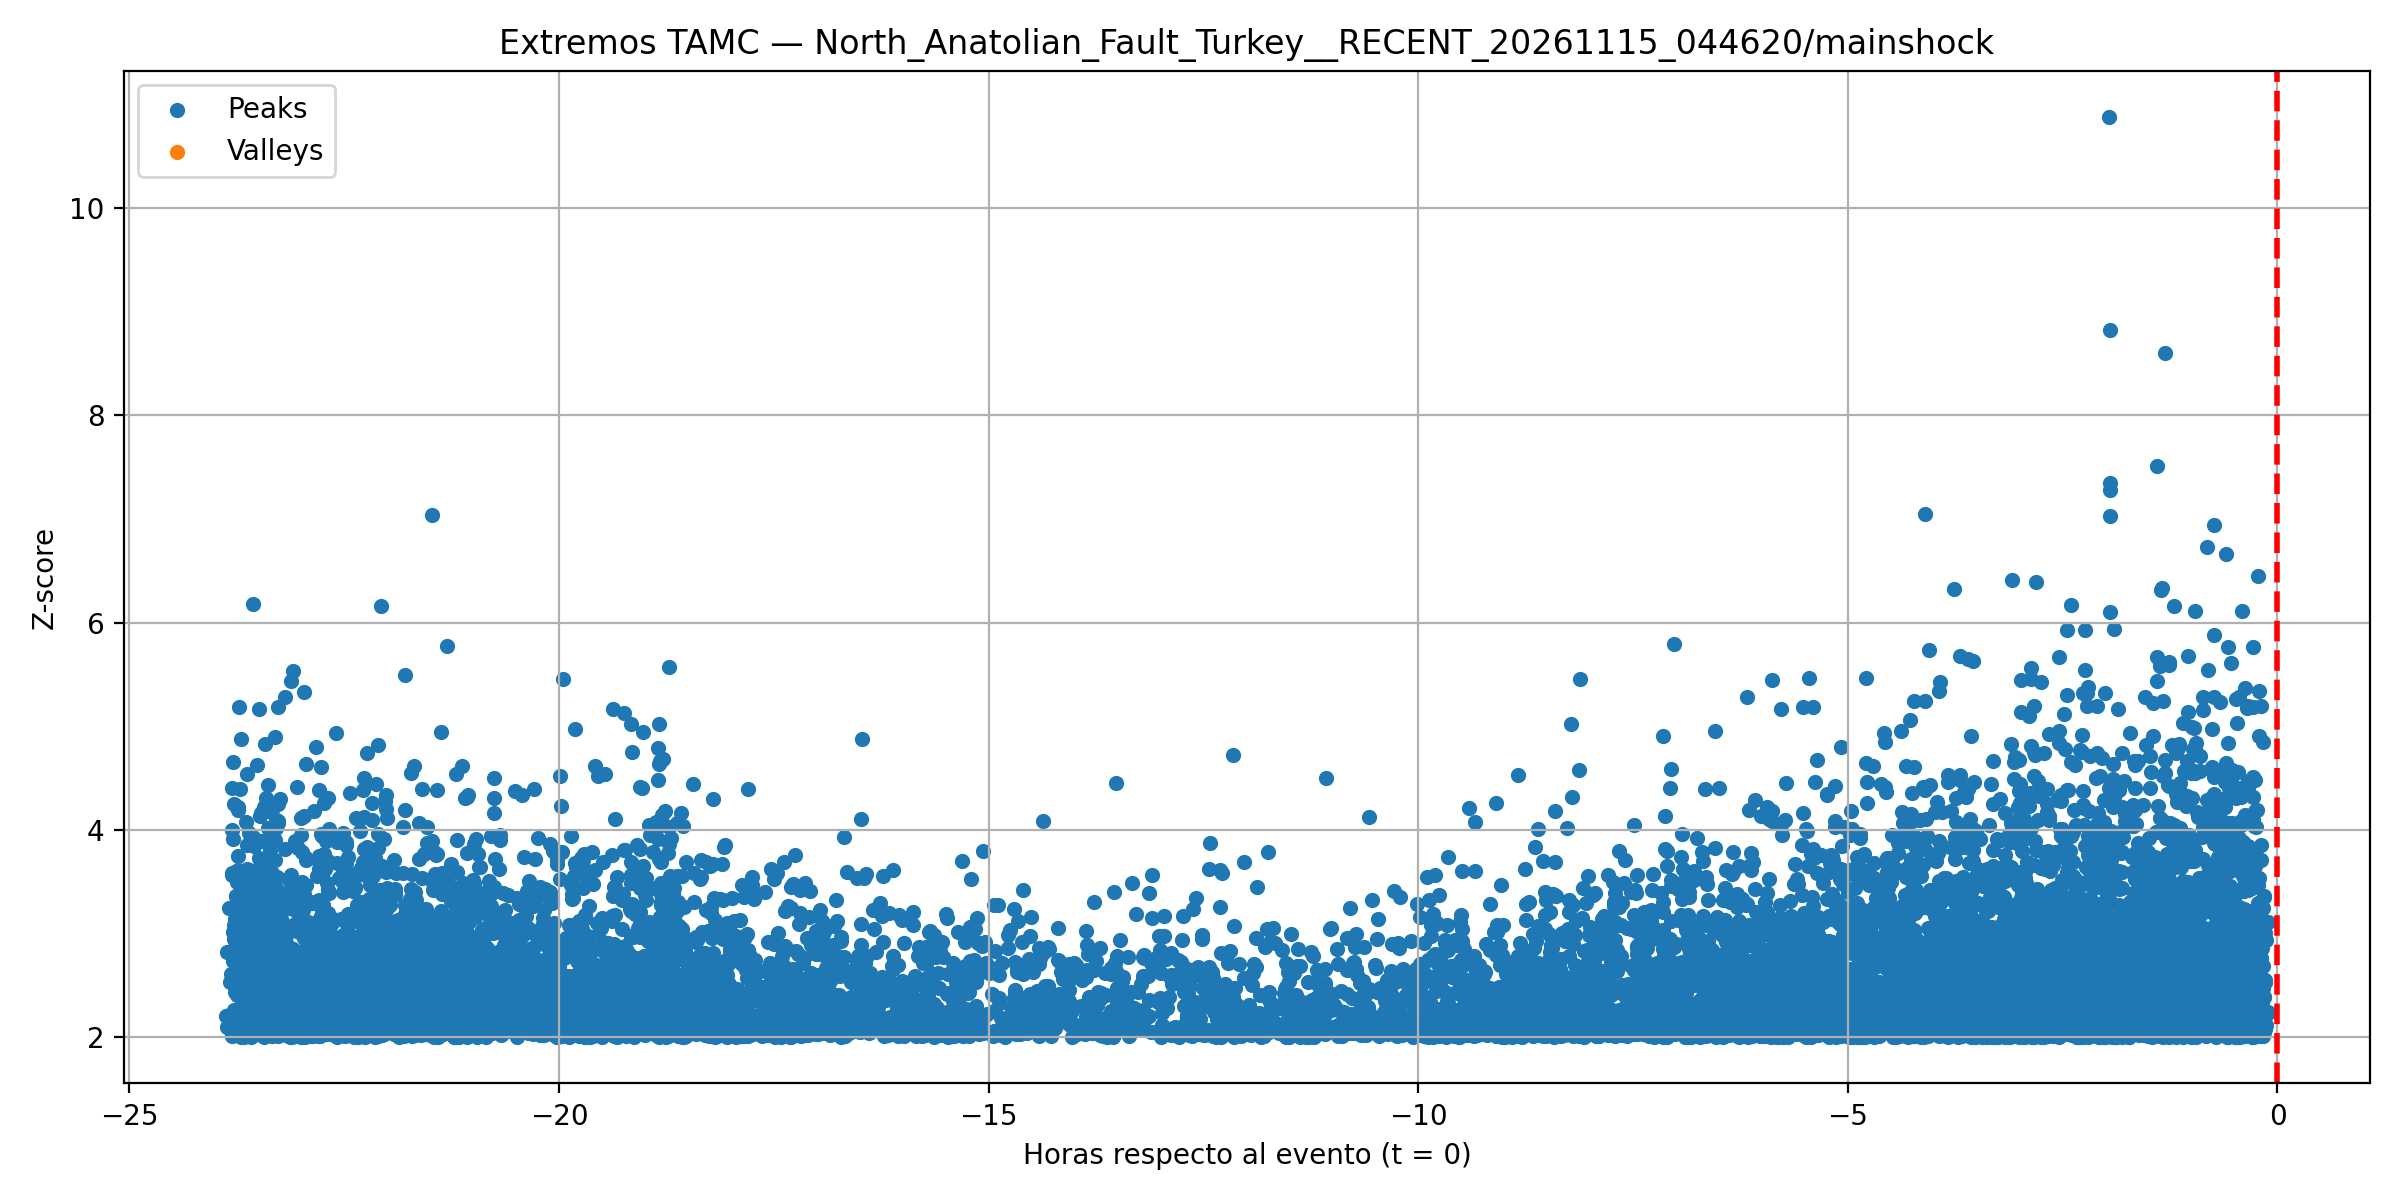 Extremos TAMC — North_Anatolian_Fault_Turkey__RECENT_20261115_044620/mainshock
Peaks
Valleys
Z-score
10
8
6
4
2
−25
−20
−15
−10
−5
0
Horas respecto al evento (t = 0)